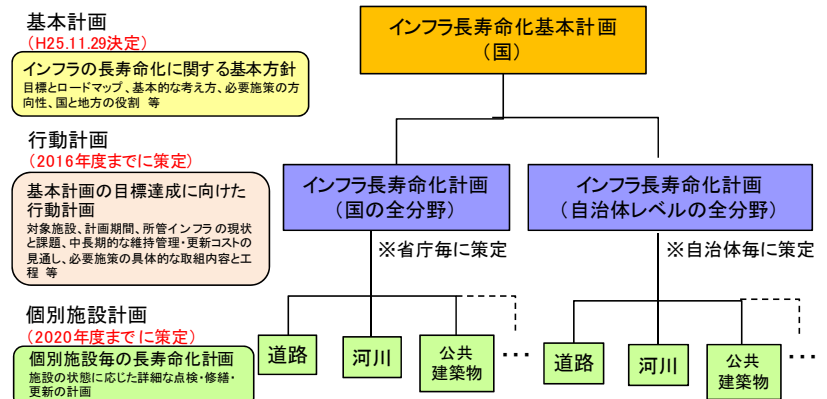 基本計画
(H25.11.29決定)
インフラの長寿命化に関する基本方針
目標とロードマップ、基本的な考え方、必要施策の方
向性、国と地方の役割 等
行動計画
(2016年度までに策定)
基本計画の目標達成に向けた
行動計画
対象施設、計画期間、所管インフラの現状
と課題、中長期的な維持管理・更新コストの
見通し、必要施策の具体的な取組内容と工
程 等
個別施設計画
(2020年度までに策定)
個別施設毎の長寿命化計画
施設の状態に応じた詳細な点検・修繕・
更新の計画
インフラ長寿命化基本計画
(国)
インフラ長寿命化計画
(国の全分野)
※省庁毎に策定
インフラ長寿命化計画
(自治体レベルの全分野)
※自治体毎に策定
道路
河川
公共
建築物
・・・
道路
河川
公共
建築物
・・・